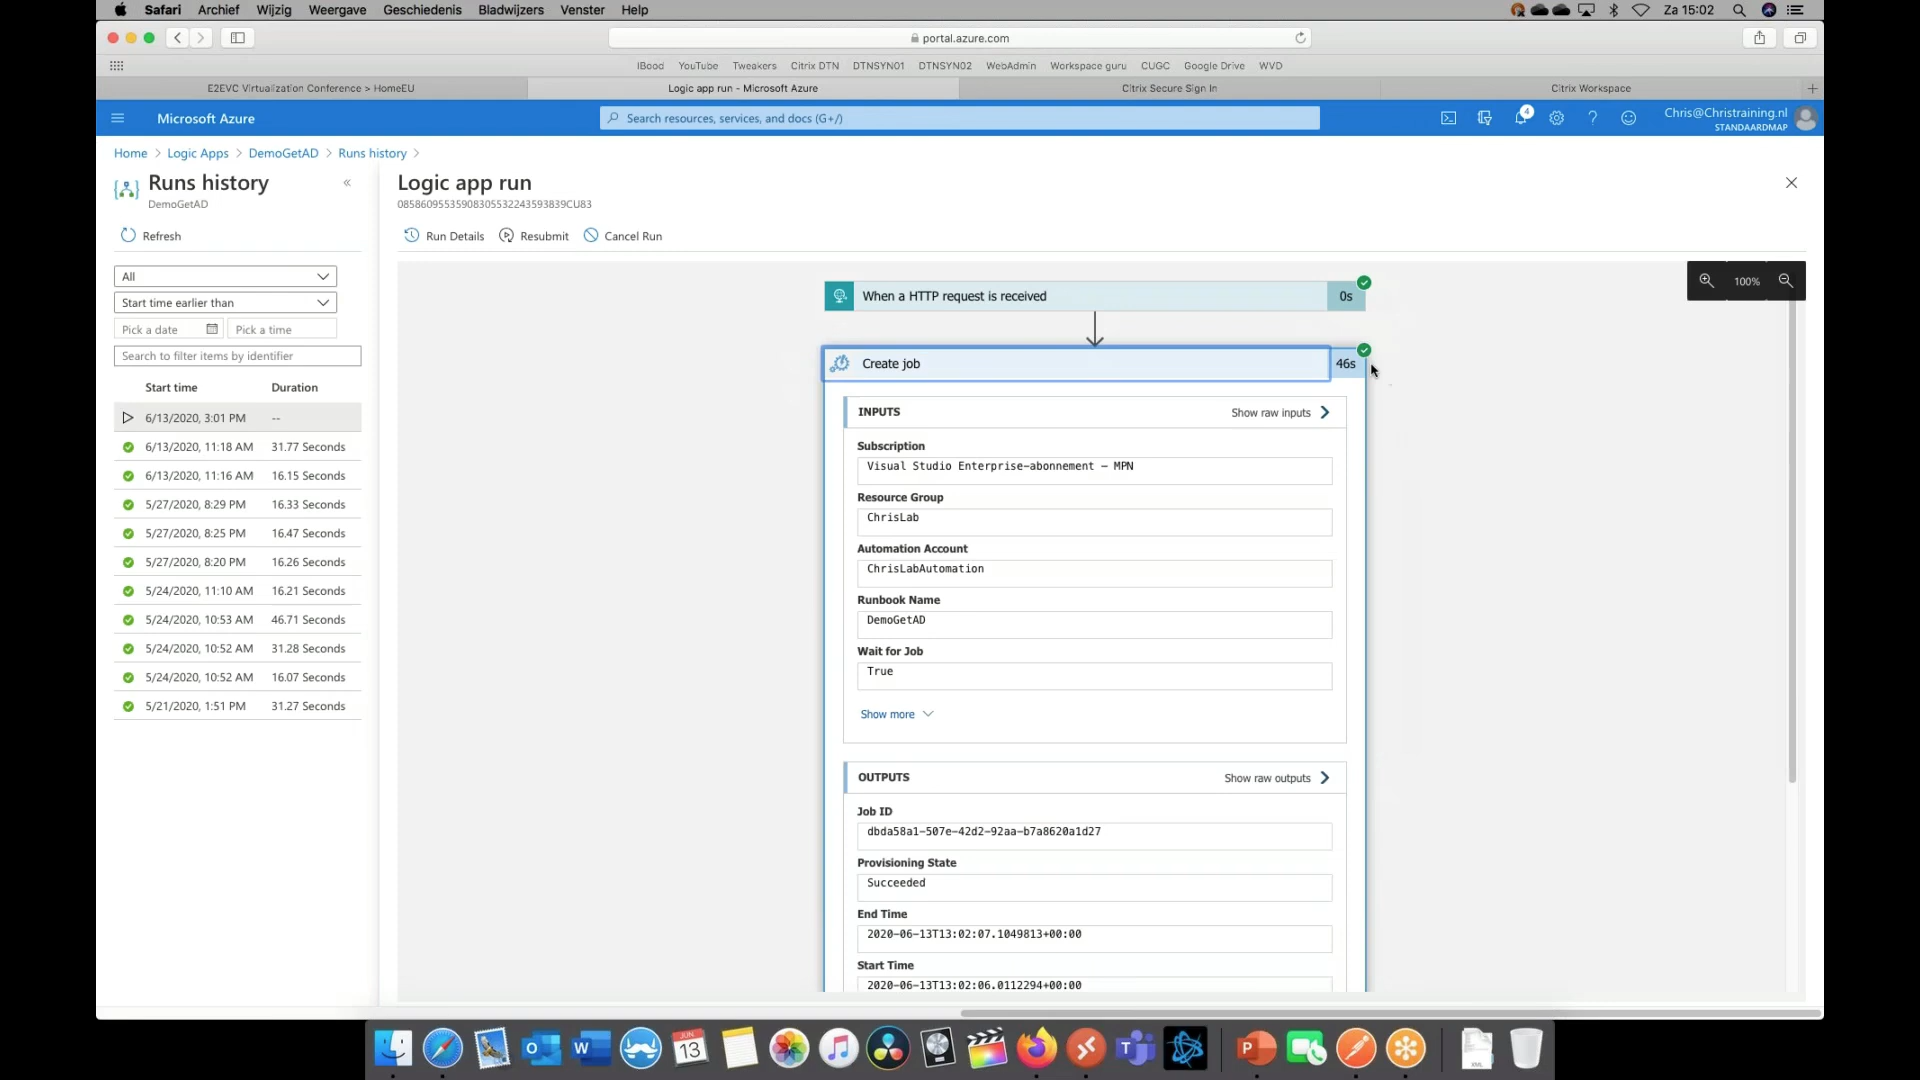 Safari Archief Wijzig Weergave Geschiedenis Bladwijzers Venster Help Za 15:02
portal.azure.com
IBood YouTube Tweakers Citrix DTN DTNSYN01 DTNSYN02 WebAdmin Workspace guru CUGC Google Drive WVD
E2EVC Virtualization Conference > HomeEU Logic app run - Microsoft Azure Citrix Secure Sign In Citrix Workspace
Microsoft Azure Search resources, services, and docs (G+/) 4 Chris@Christraining.nl
STANDAARDMAP
Home > Logic Apps > DemoGetAD > Runs history >
Runs history
DemoGetAD
Refresh
All
Start time earlier than
Pick a date Pick a time
Search to filter items by identifier
Start time Duration
6/13/2020, 3:01 PM --
6/13/2020, 11:18 AM 31.77 Seconds
6/13/2020, 11:16 AM 16.15 Seconds
5/27/2020, 8:29 PM 16.33 Seconds
5/27/2020, 8:25 PM 16.47 Seconds
5/27/2020, 8:20 PM 16.26 Seconds
5/24/2020, 11:10 AM 16.21 Seconds
5/24/2020, 10:53 AM 46.71 Seconds
5/24/2020, 10:52 AM 31.28 Seconds
5/24/2020, 10:52 AM 16.07 Seconds
5/21/2020, 1:51 PM 31.27 Seconds
Logic app run
08586095535908305532243593839CU83
Run Details Resubmit Cancel Run
100%
When a HTTP request is received 0s
Create job 46s
INPUTS Show raw inputs
Subscription
Visual Studio Enterprise-abonnement – MPN
Resource Group
ChrisLab
Automation Account
ChrisLabAutomation
Runbook Name
DemoGetAD
Wait for Job
True
Show more
OUTPUTS Show raw outputs
Job ID
dbda58a1-507e-42d2-92aa-b7a8620a1d27
Provisioning State
Succeeded
End Time
2020-06-13T13:02:07.1049813+00:00
Start Time
2020-06-13T13:02:06.0112294+00:00
JUN
13